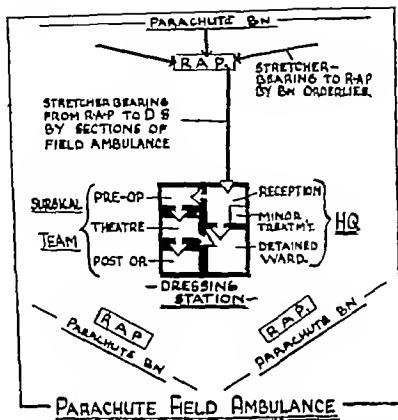 PARACHUTE BN
R.A.P.
STRETCHER-
BEARING TO R·A·P
BY BN ORDERLIES
STRETCHER BEARING
FROM R·A·P TO D S
BY SECTIONS OF
FIELD AMBULANCE
SURGICAL
TEAM
PRE-OP
THEATRE
POST OP.
RECEPTION
MINOR
TREATM'T.
DETAINED
WARD.
HQ
-DRESSING
STATION-
R A P
PARACHUTE BN
R.A.P.
PARACHUTE BN
PARACHUTE FIELD AMBULANCE